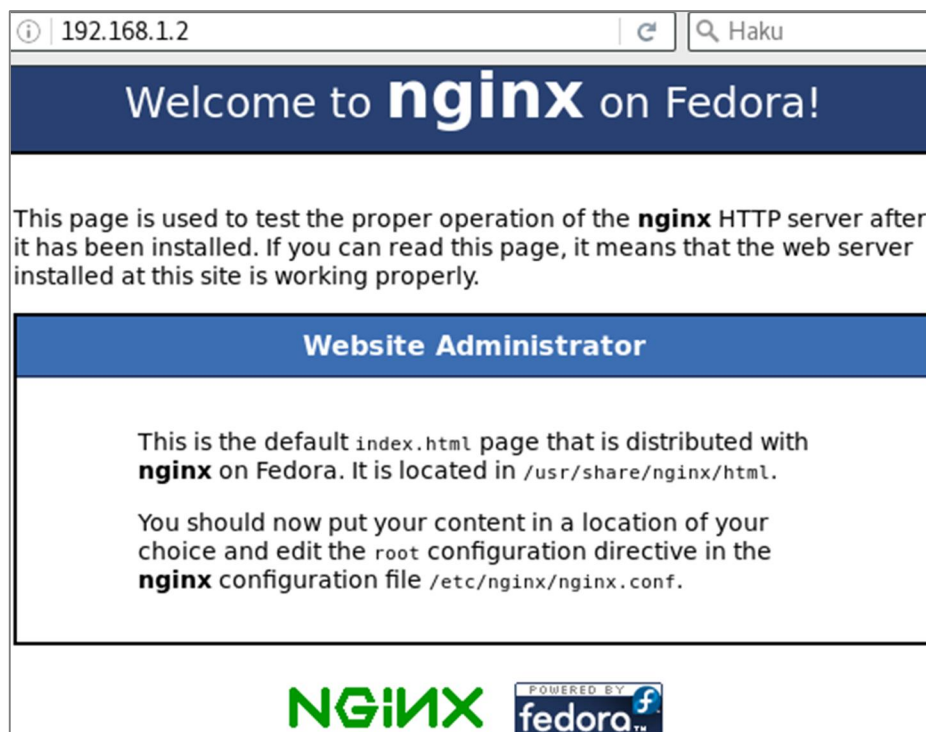 192.168.1.2
Haku
Welcome to nginx on Fedora!
This page is used to test the proper operation of the nginx HTTP server after
it has been installed. If you can read this page, it means that the web server
installed at this site is working properly.
Website Administrator
This is the default index.html page that is distributed with
nginx on Fedora. It is located in /usr/share/nginx/html.
You should now put your content in a location of your
choice and edit the root configuration directive in the
nginx configuration file /etc/nginx/nginx.conf.
NGiNX
POWERED BY
fedora™